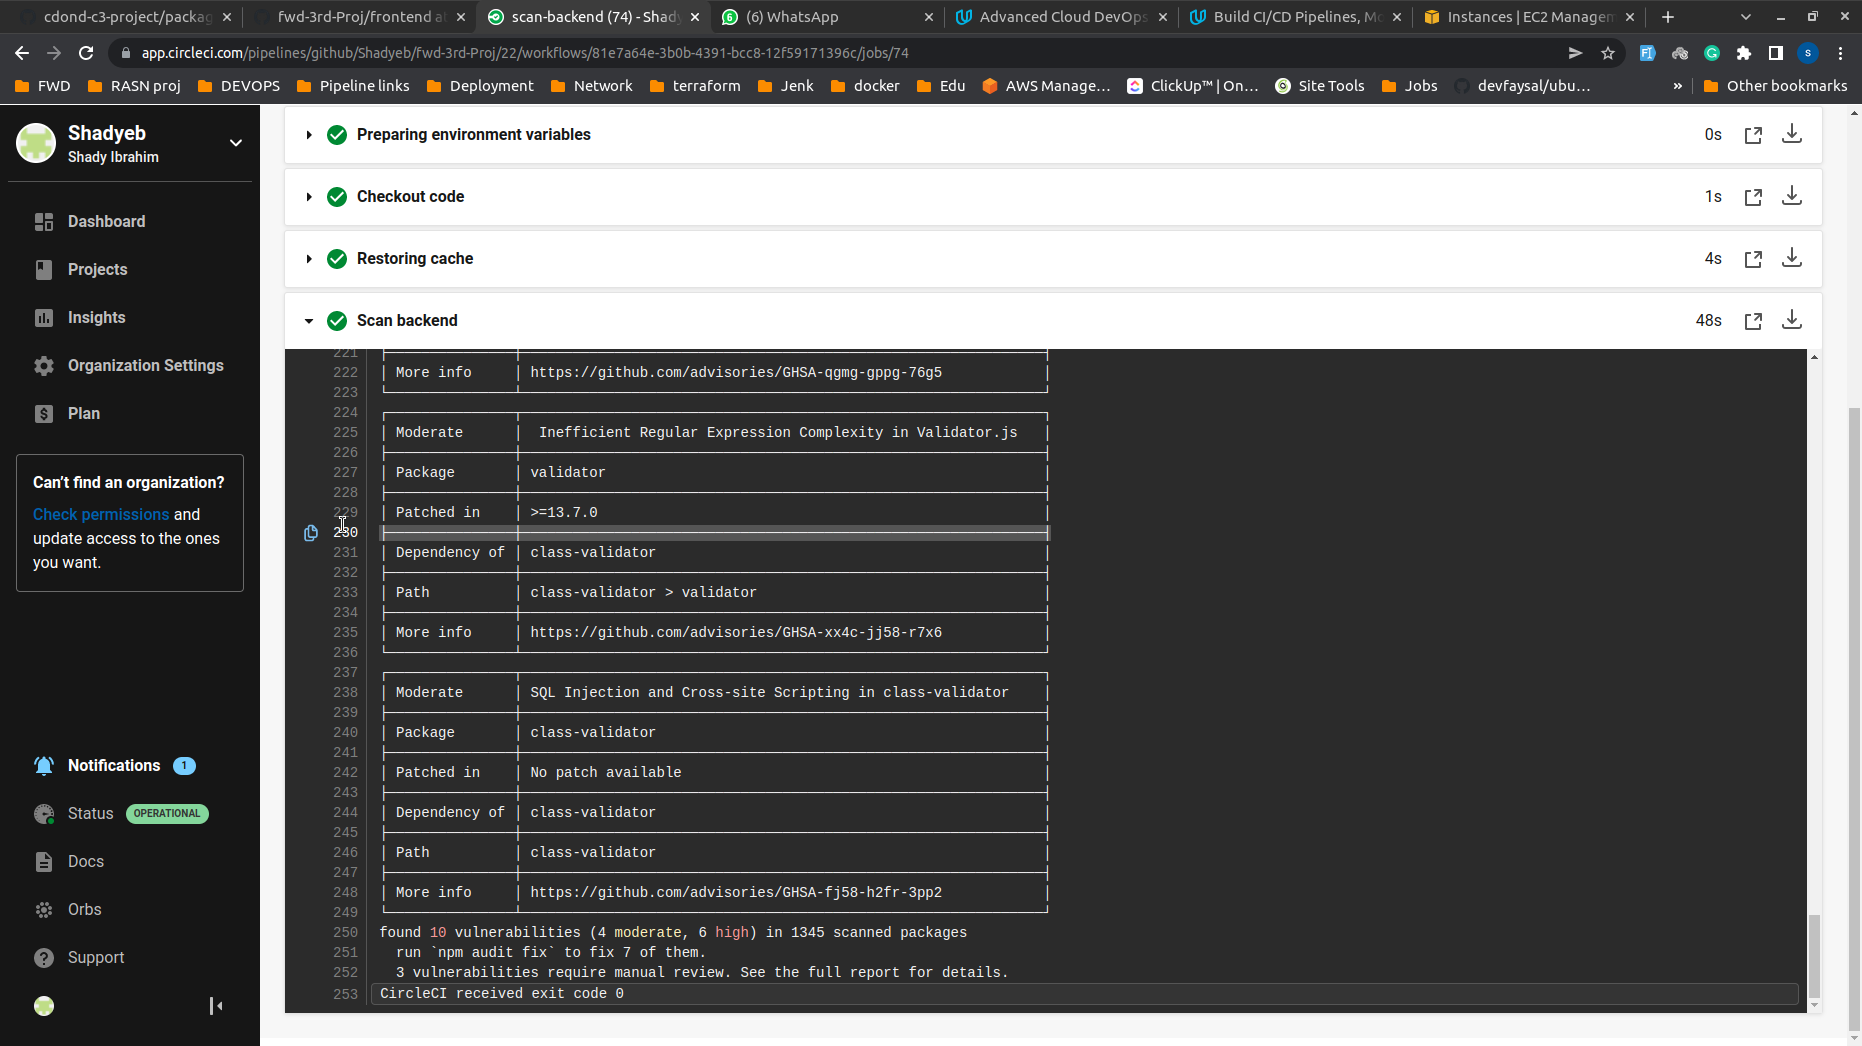 cdond-c3-project/packag
fwd-3rd-Proj/frontend at
scan-backend (74) - Shady
(6) WhatsApp
Advanced Cloud DevOps
Build CI/CD Pipelines, Mo
Instances | EC2 Managem
app.circleci.com/pipelines/github/Shadyeb/fwd-3rd-Proj/22/workflows/81e7a64e-3b0b-4391-bcc8-12f59171396c/jobs/74
FWD
RASN proj
DEVOPS
Pipeline links
Deployment
Network
terraform
Jenk
docker
Edu
AWS Manage...
ClickUp™ | On...
Site Tools
Jobs
devfaysal/ubu...
»
Other bookmarks
Shadyeb
Shady Ibrahim
Dashboard
Projects
Insights
Organization Settings
Plan
Can't find an organization?
Check permissions and
update access to the ones
you want.
Notifications 1
Status OPERATIONAL
Docs
Orbs
Support
Preparing environment variables 0s
Checkout code 1s
Restoring cache 4s
Scan backend 48s
221
222 More info https://github.com/advisories/GHSA-qgmg-gppg-76g5
223
224
225 Moderate Inefficient Regular Expression Complexity in Validator.js
226
227 Package validator
228
229 Patched in >=13.7.0
230
231 Dependency of class-validator
232
233 Path class-validator > validator
234
235 More info https://github.com/advisories/GHSA-xx4c-jj58-r7x6
236
237
238 Moderate SQL Injection and Cross-site Scripting in class-validator
239
240 Package class-validator
241
242 Patched in No patch available
243
244 Dependency of class-validator
245
246 Path class-validator
247
248 More info https://github.com/advisories/GHSA-fj58-h2fr-3pp2
249
250 found 10 vulnerabilities (4 moderate, 6 high) in 1345 scanned packages
251 run `npm audit fix` to fix 7 of them.
252 3 vulnerabilities require manual review. See the full report for details.
253 CircleCI received exit code 0